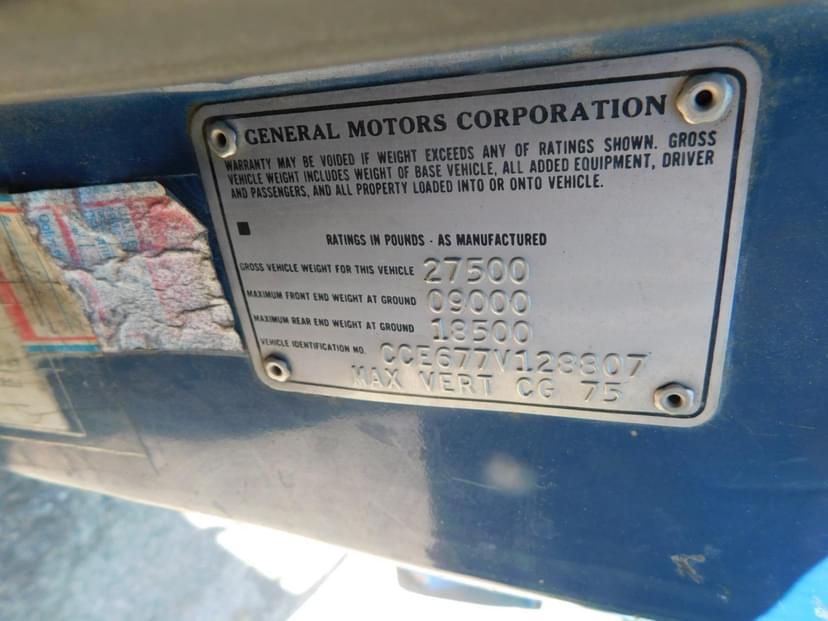 GENERAL MOTORS CORPORATION
WARRANTY MAY BE VOIDED IF WEIGHT EXCEEDS ANY OF RATINGS SHOWN. GROSS
VEHICLE WEIGHT INCLUDES WEIGHT OF BASE VEHICLE, ALL ADDED EQUIPMENT, DRIVER
AND PASSENGERS, AND ALL PROPERTY LOADED INTO OR ONTO VEHICLE.
RATINGS IN POUNDS - AS MANUFACTURED
GROSS VEHICLE WEIGHT FOR THIS VEHICLE 27500
MAXIMUM FRONT END WEIGHT AT GROUND 09000
MAXIMUM REAR END WEIGHT AT GROUND 18500
VEHICLE IDENTIFICATION NO. CCE677V128807
MAX VERT CG 75